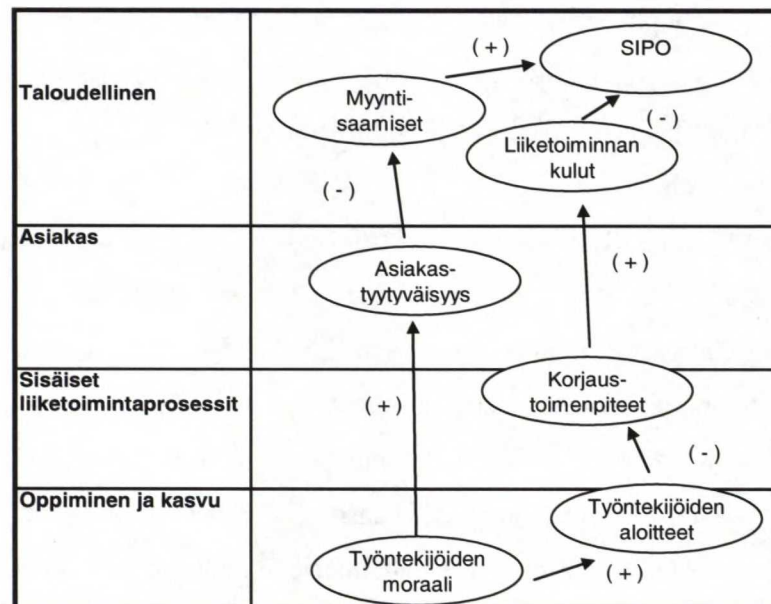 Taloudellinen
( + )
SIPO
Myynti-
saamiset
( - )
Liiketoiminnan
kulut
( - )
Asiakas
Asiakas-
tyytyväisyys
( + )
Sisäiset
liiketoimintaprosessit
Korjaus-
toimenpiteet
( + )
( - )
Oppiminen ja kasvu
Työntekijöiden
aloitteet
Työntekijöiden
moraali
( + )